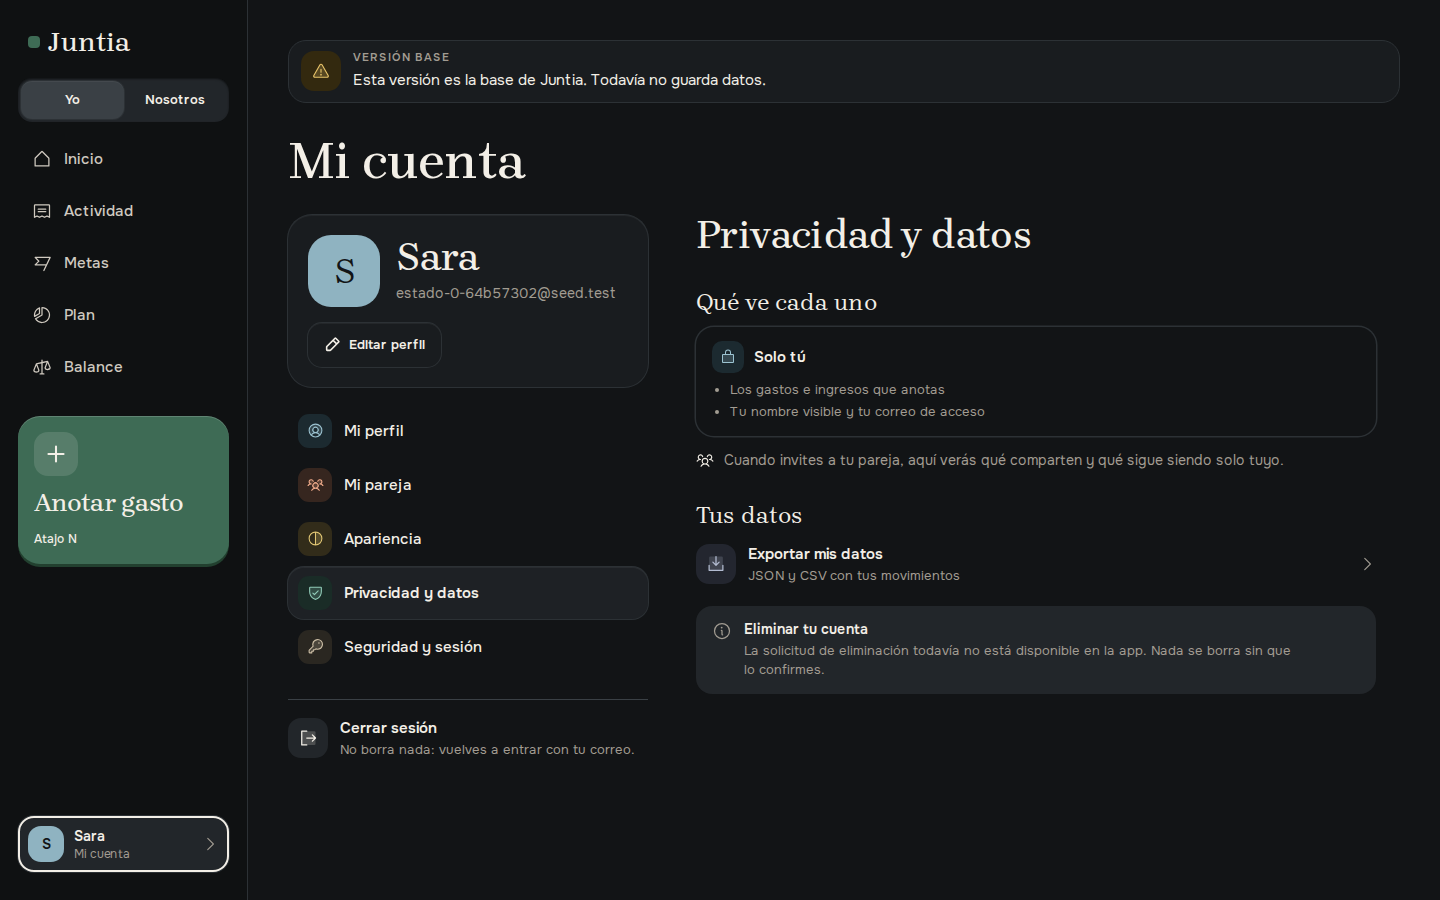 Juntia
Yo
Nosotros
Inicio
Actividad
Metas
Plan
Balance
Anotar gasto
Atajo N
S
Sara
Mi cuenta
VERSIÓN BASE
Esta versión es la base de Juntia. Todavía no guarda datos.
Mi cuenta
S
Sara
estado-0-64b57302@seed.test
Editar perfil
Mi perfil
Mi pareja
Apariencia
Privacidad y datos
Seguridad y sesión
Cerrar sesión
No borra nada: vuelves a entrar con tu correo.
Privacidad y datos
Qué ve cada uno
Solo tú
• Los gastos e ingresos que anotas
• Tu nombre visible y tu correo de acceso
Cuando invites a tu pareja, aquí verás qué comparten y qué sigue siendo solo tuyo.
Tus datos
Exportar mis datos
JSON y CSV con tus movimientos
Eliminar tu cuenta
La solicitud de eliminación todavía no está disponible en la app. Nada se borra sin que
lo confirmes.